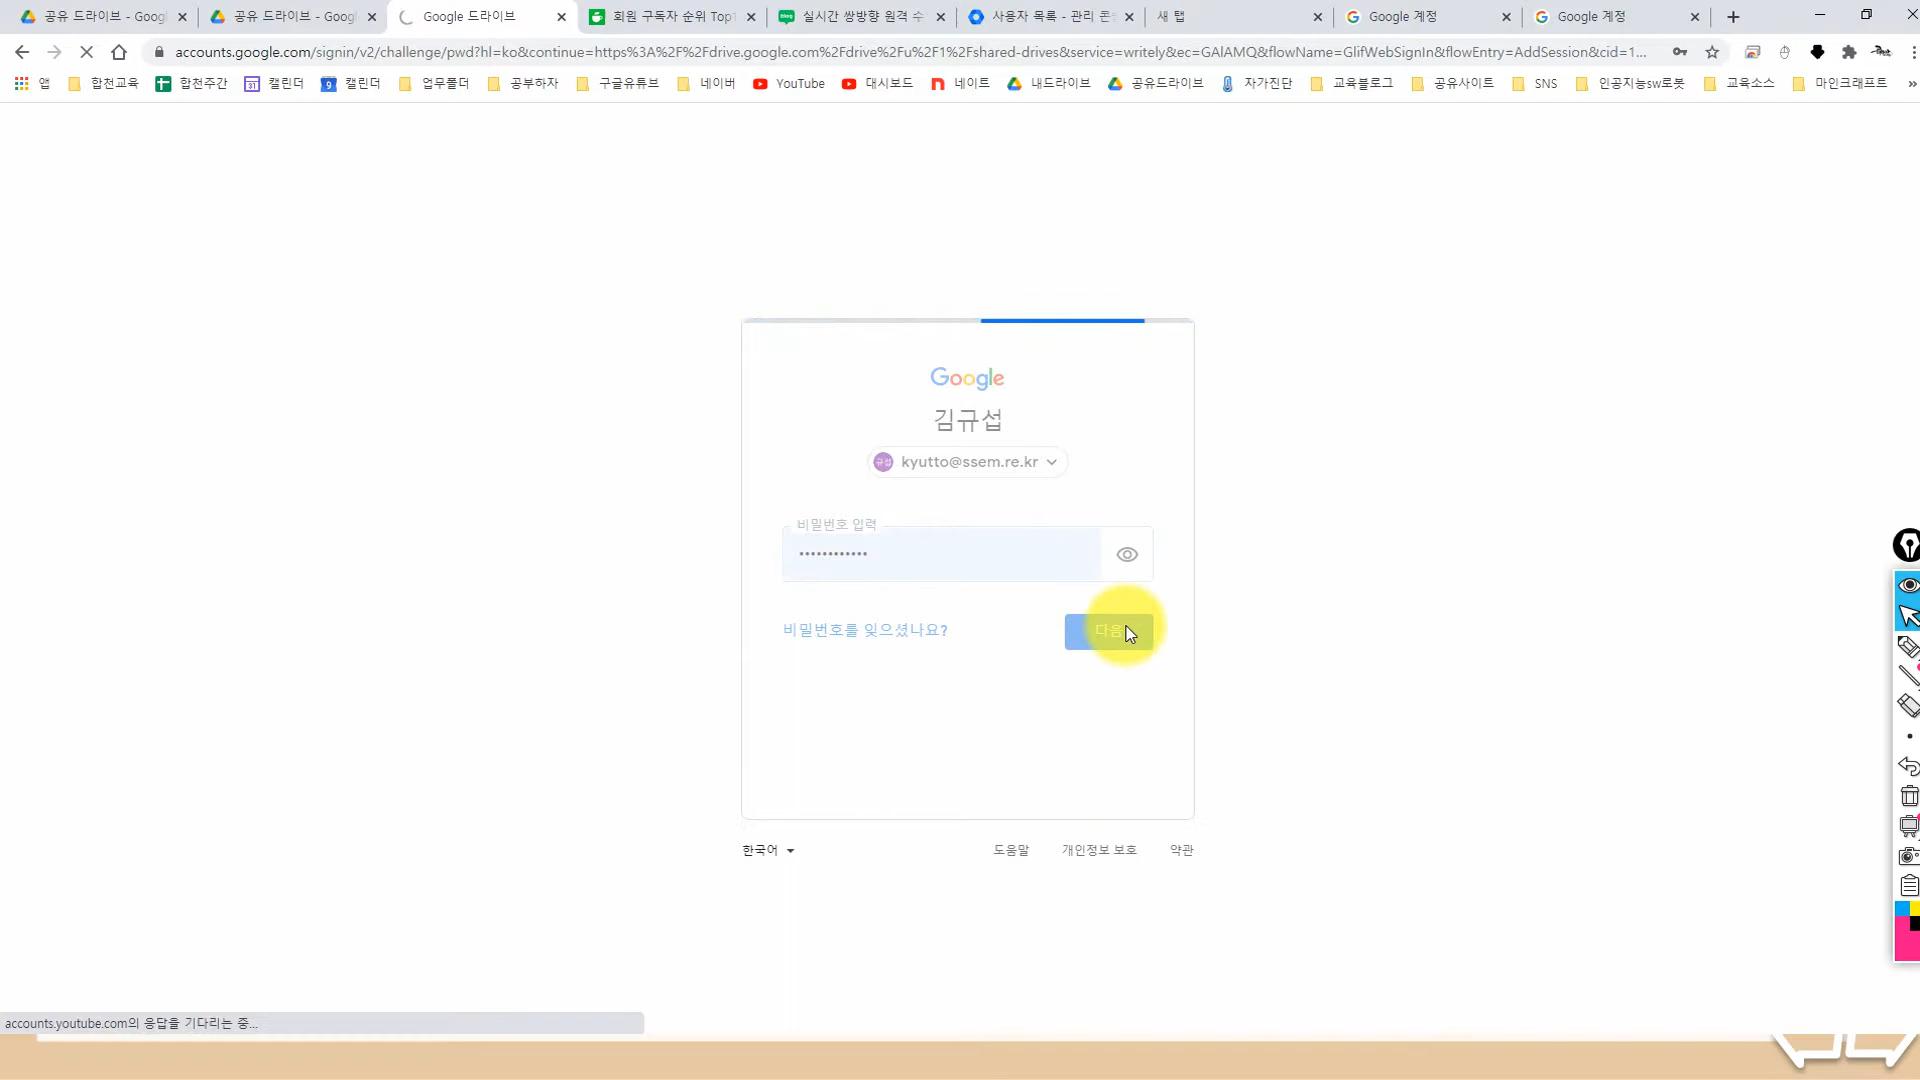 공유 드라이브 - Goog
공유 드라이브 - Googl
Google 드라이브
회원 구독자 순위 Top1
실시간 쌍방향 원격 수
사용자 목록 - 관리 콘
새 탭
Google 계정
Google 계정
accounts.google.com/signin/v2/challenge/pwd?hl=ko&continue=https%3A%2F%2Fdrive.google.com%2Fdrive%2Fu%2F1%2Fshared-drives&service=writely&ec=GAlAMQ&flowName=GlifWebSignIn&flowEntry=AddSession&cid=1...
앱 합천교육 합천주간 캘린더 캘린더 업무폴더 공부하자 구글유튜브 네이버 YouTube 대시보드 네이트 내드라이브 공유드라이브 자가진단 교육블로그 공유사이트 SNS 인공지능sw로봇 교육소스 마인크래프트 »
Google
김규섭
규섭 kyutto@ssem.re.kr
비밀번호 입력
••••••••••••
비밀번호를 잊으셨나요?
다음
한국어
도움말 개인정보 보호 약관
accounts.youtube.com의 응답을 기다리는 중...